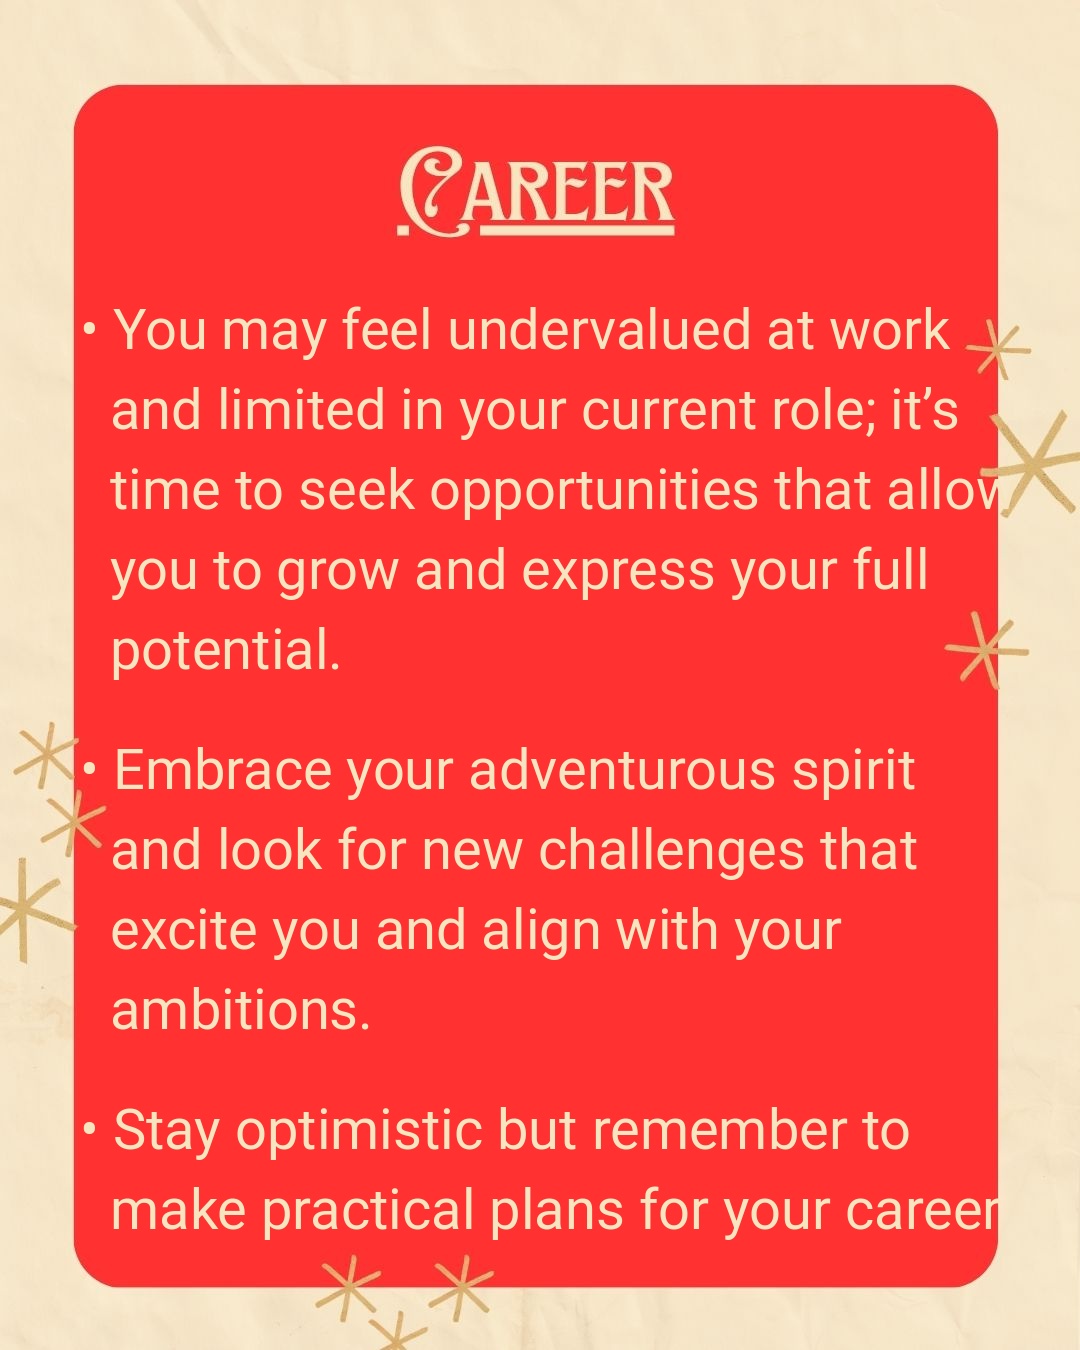 CAREER
• You may feel undervalued at work
and limited in your current role; it’s
time to seek opportunities that allow
you to grow and express your full
potential.
• Embrace your adventurous spirit
and look for new challenges that
excite you and align with your
ambitions.
• Stay optimistic but remember to
make practical plans for your career